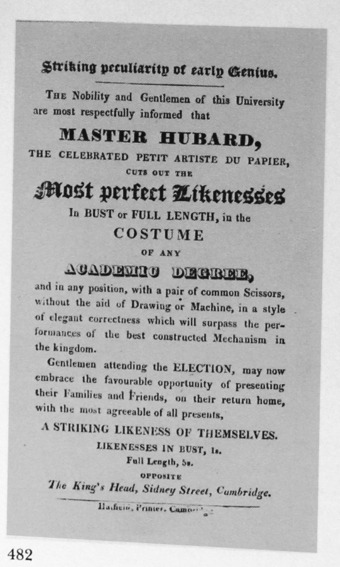 Striking peculiarity of early Genius.
THE Nobility and Gentlemen of this University
are most respectfully informed that
MASTER HUBARD,
THE CELEBRATED PETIT ARTISTE DU PAPIER,
CUTS OUT THE
Most perfect Likenesses
In BUST or FULL LENGTH, in the
COSTUME
OF ANY
ACADEMIC DEGREE,
and in any position, with a pair of common Scissors,
without the aid of Drawing or Machine, in a style
of elegant correctness which will surpass the per-
formances of the best constructed Mechanism in
the kingdom.
Gentlemen attending the ELECTION, may now
embrace the favourable opportunity of presenting
their Families and Friends, on their return home,
with the most agreeable of all presents,
A STRIKING LIKENESS OF THEMSELVES.
LIKENESSES IN BUST, 1s.
Full Length, 5s.
OPPOSITE
The King's Head, Sidney Street, Cambridge.
Printer,
482